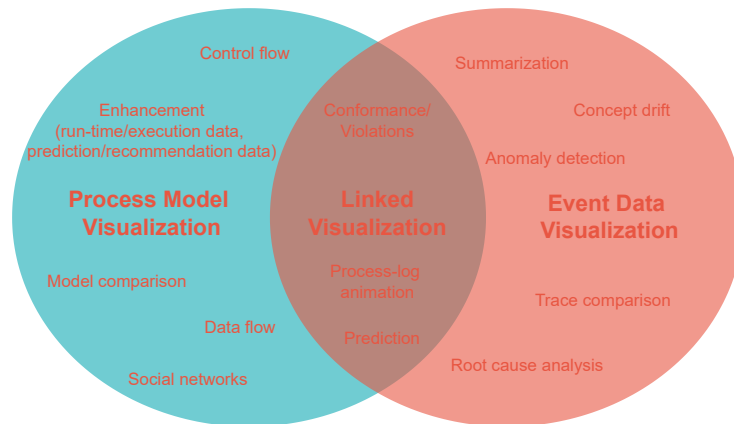 Control flow
Enhancement
(run-time/execution data,
prediction/recommendation data)
Process Model
Visualization
Model comparison
Data flow
Social networks
Conformance/
Violations
Linked
Visualization
Process-log
animation
Prediction
Summarization
Concept drift
Anomaly detection
Event Data
Visualization
Trace comparison
Root cause analysis